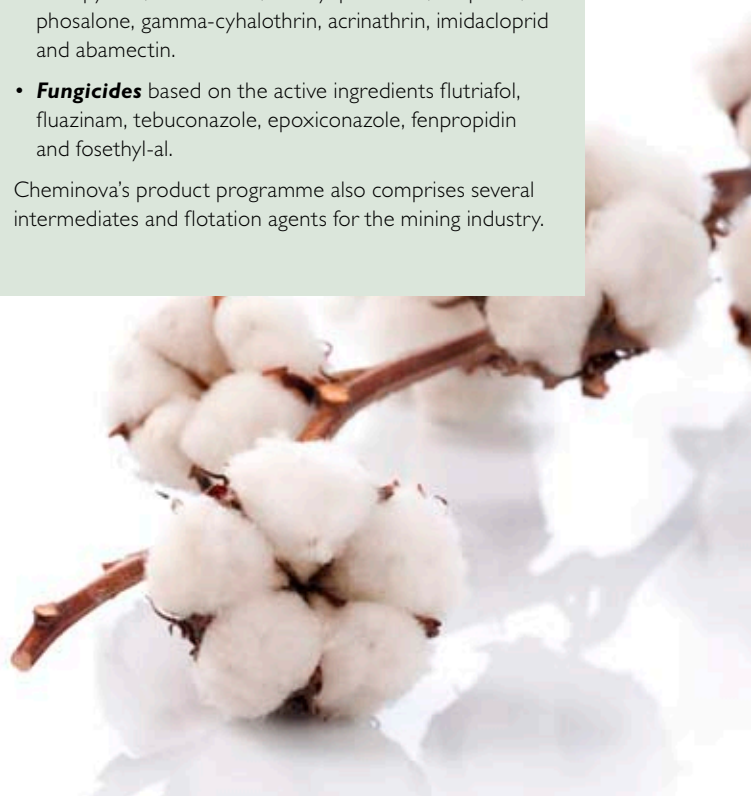 phosalone, gamma-cyhalothrin, acrinathrin, imidacloprid
and abamectin.
• Fungicides based on the active ingredients flutriafol,
fluazinam, tebuconazole, epoxiconazole, fenpropidin
and fosethyl-al.
Cheminova's product programme also comprises several
intermediates and flotation agents for the mining industry.